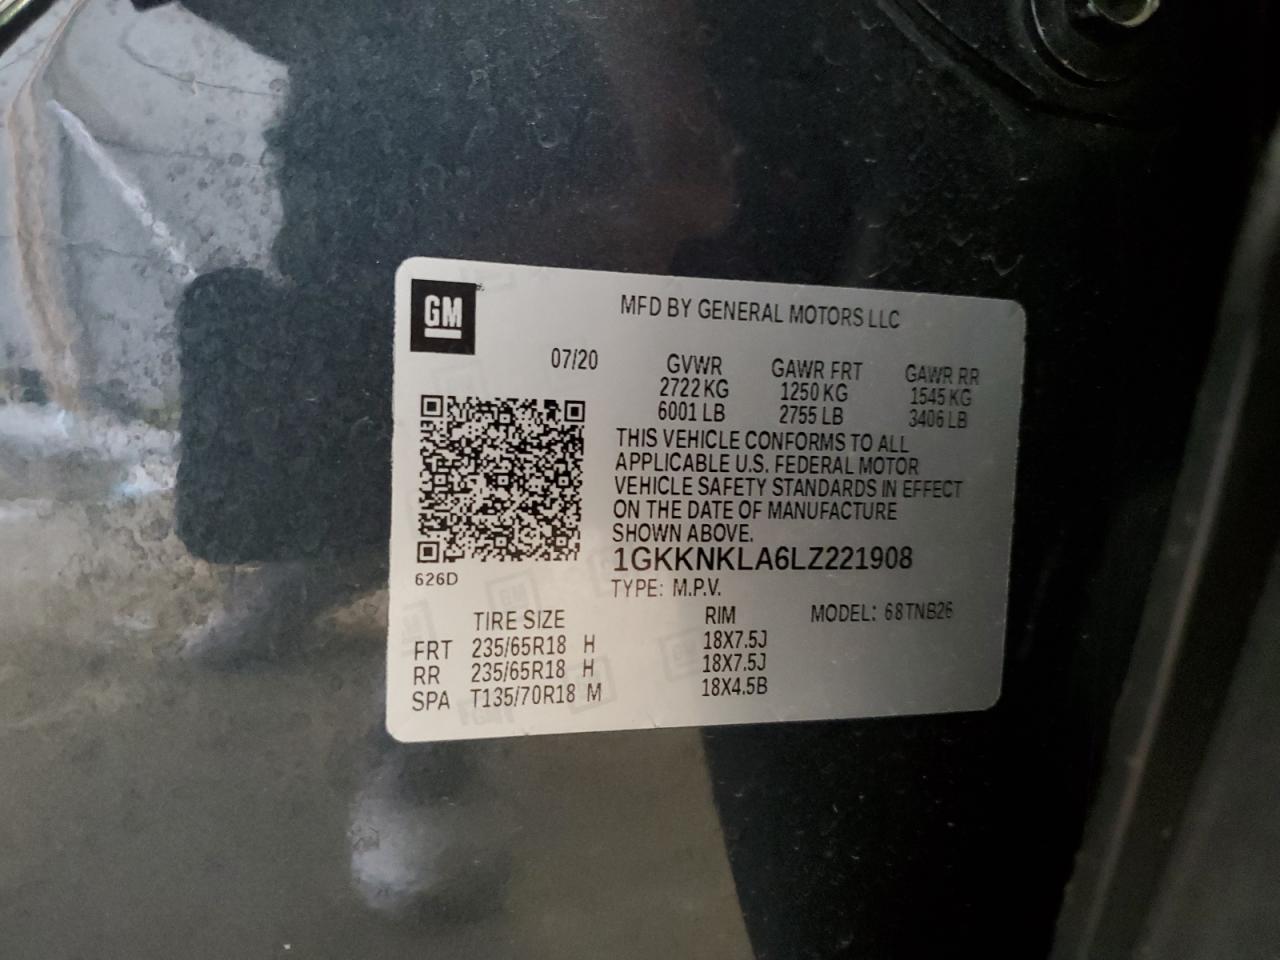 GM
MFD BY GENERAL MOTORS LLC
07/20 GVWR GAWR FRT GAWR RR
2722 KG 1250 KG 1545 KG
6001 LB 2755 LB 3406 LB
THIS VEHICLE CONFORMS TO ALL
APPLICABLE U.S. FEDERAL MOTOR
VEHICLE SAFETY STANDARDS IN EFFECT
ON THE DATE OF MANUFACTURE
SHOWN ABOVE.
1GKKNKLA6LZ221908
626D
TYPE: M.P.V.
TIRE SIZE RIM MODEL: 68TNB26
FRT 235/65R18 H 18X7.5J
RR 235/65R18 H 18X7.5J
SPA T135/70R18 M 18X4.5B